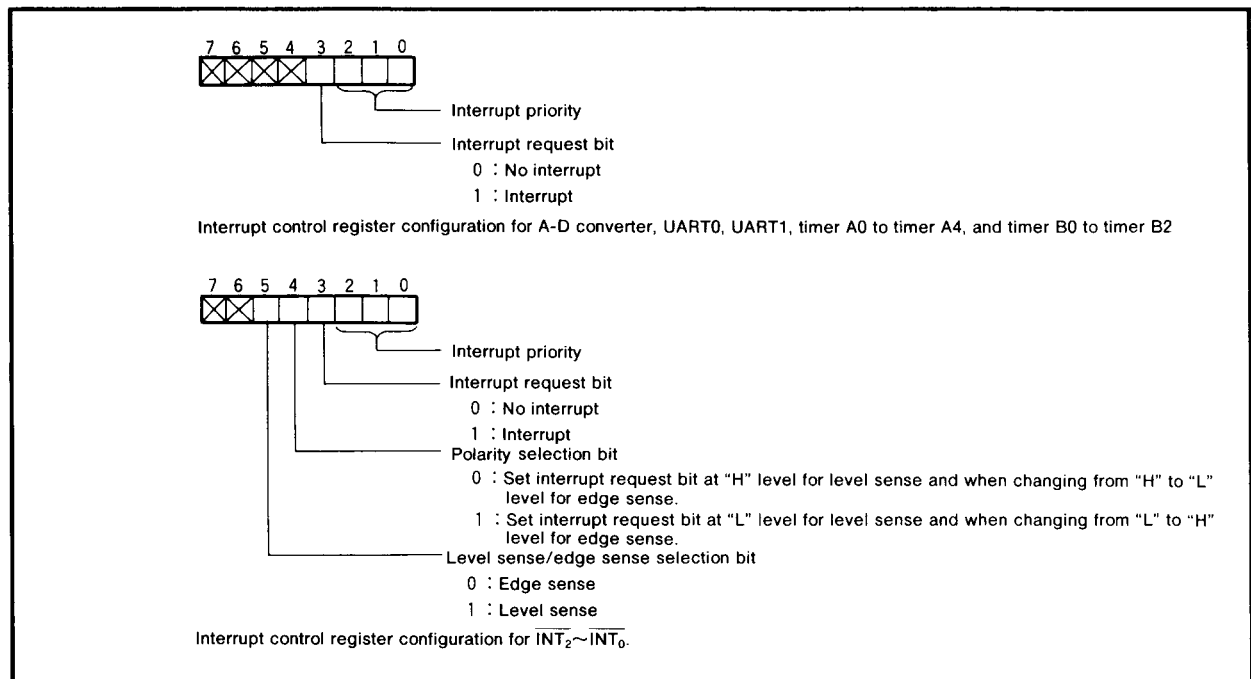 7 6 5 4 3 2 1 0
Interrupt priority
Interrupt request bit
0 : No interrupt
1 : Interrupt
Interrupt control register configuration for A-D converter, UART0, UART1, timer A0 to timer A4, and timer B0 to timer B2
7 6 5 4 3 2 1 0
Interrupt priority
Interrupt request bit
0 : No interrupt
1 : Interrupt
Polarity selection bit
0 : Set interrupt request bit at “H” level for level sense and when changing from “H” to “L”
level for edge sense.
1 : Set interrupt request bit at “L” level for level sense and when changing from “L” to “H”
level for edge sense.
Level sense/edge sense selection bit
0 : Edge sense
1 : Level sense
Interrupt control register configuration for I̅N̅T̅₂~I̅N̅T̅₀.